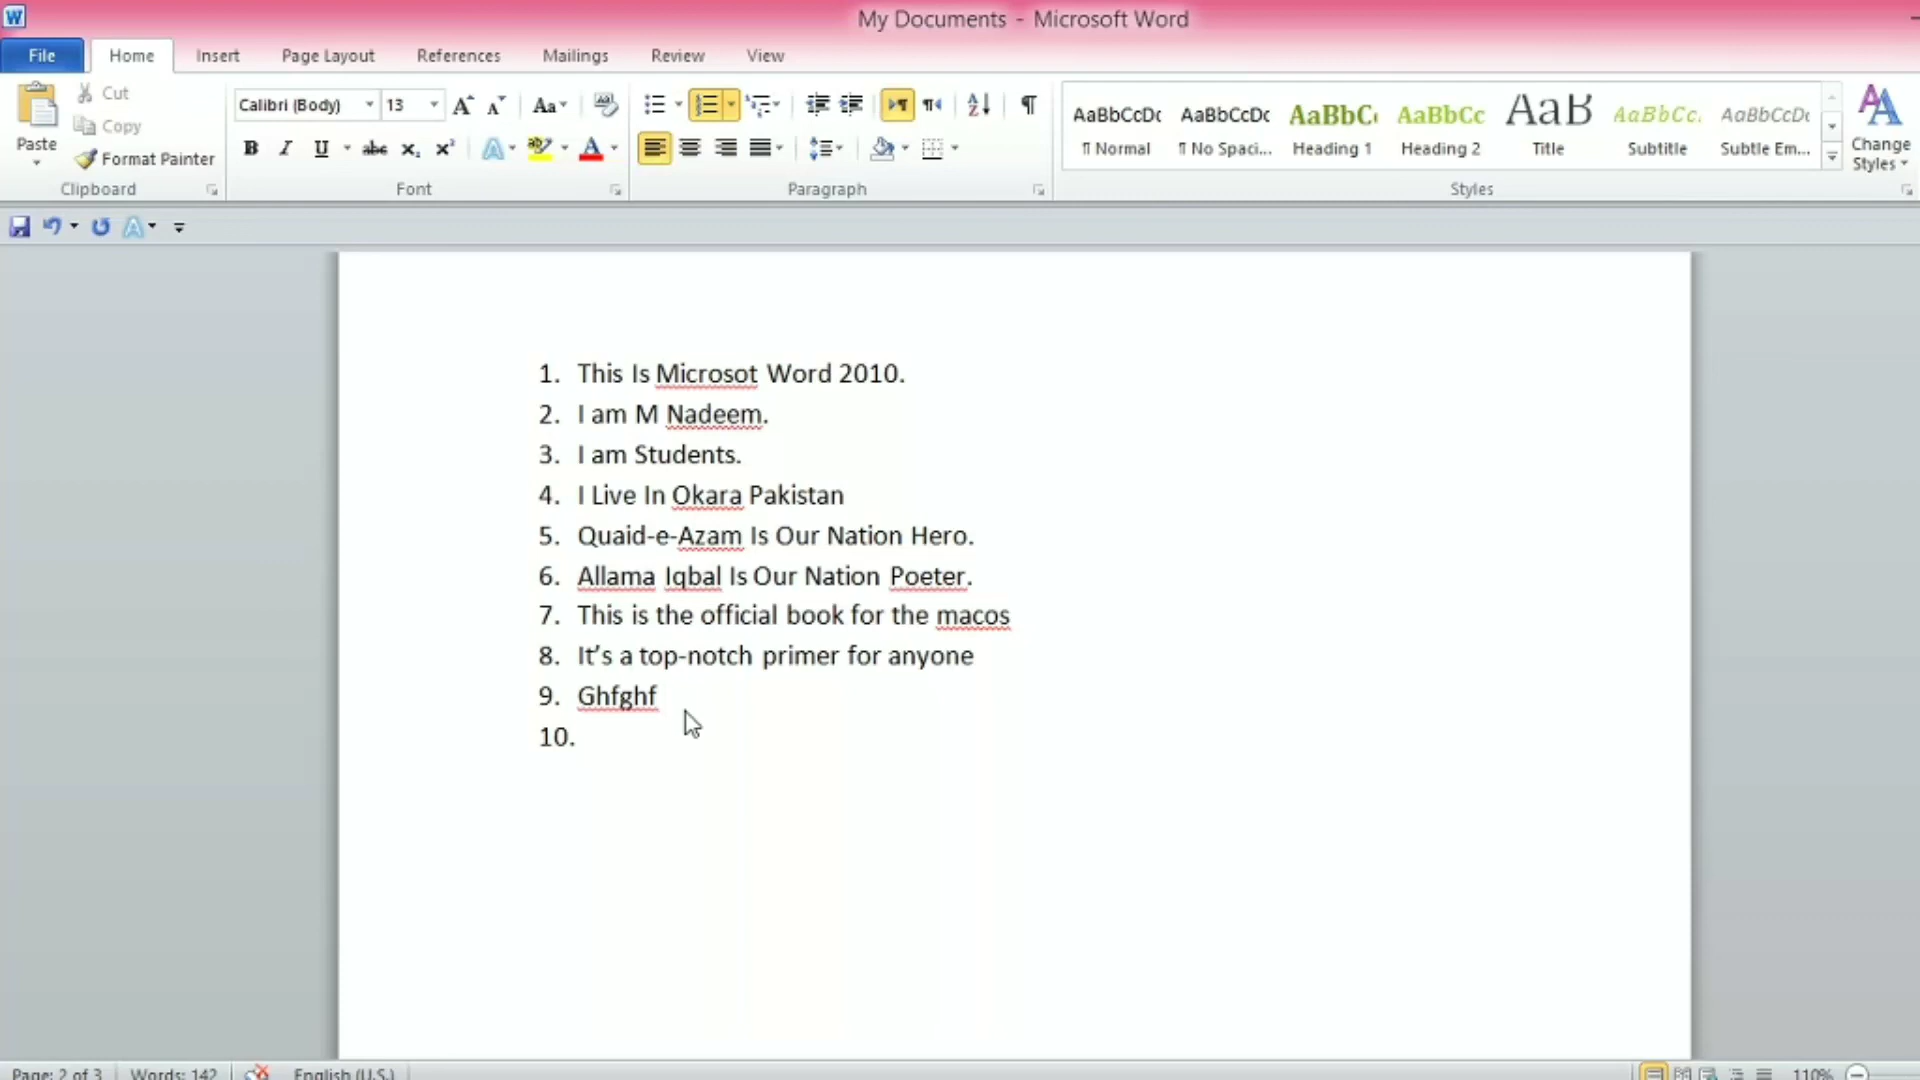 My Documents - Microsoft Word
File Home Insert Page Layout References Mailings Review View
Paste
Cut
Copy
Format Painter
Clipboard
Calibri (Body) 13
Font
Paragraph
AaBbCcDc AaBbCcDc AaBbC AaBbCc AaB AaBbCc. AaBbCcDc
¶ Normal ¶ No Spaci... Heading 1 Heading 2 Title Subtitle Subtle Em...
Styles
Change Styles
1. This Is Microsot Word 2010.
2. I am M Nadeem.
3. I am Students.
4. I Live In Okara Pakistan
5. Quaid-e-Azam Is Our Nation Hero.
6. Allama Iqbal Is Our Nation Poeter.
7. This is the official book for the macos
8. It’s a top-notch primer for anyone
9. Ghfghf
10.
Page: 2 of 3 Words: 142 English (U.S.) 110%